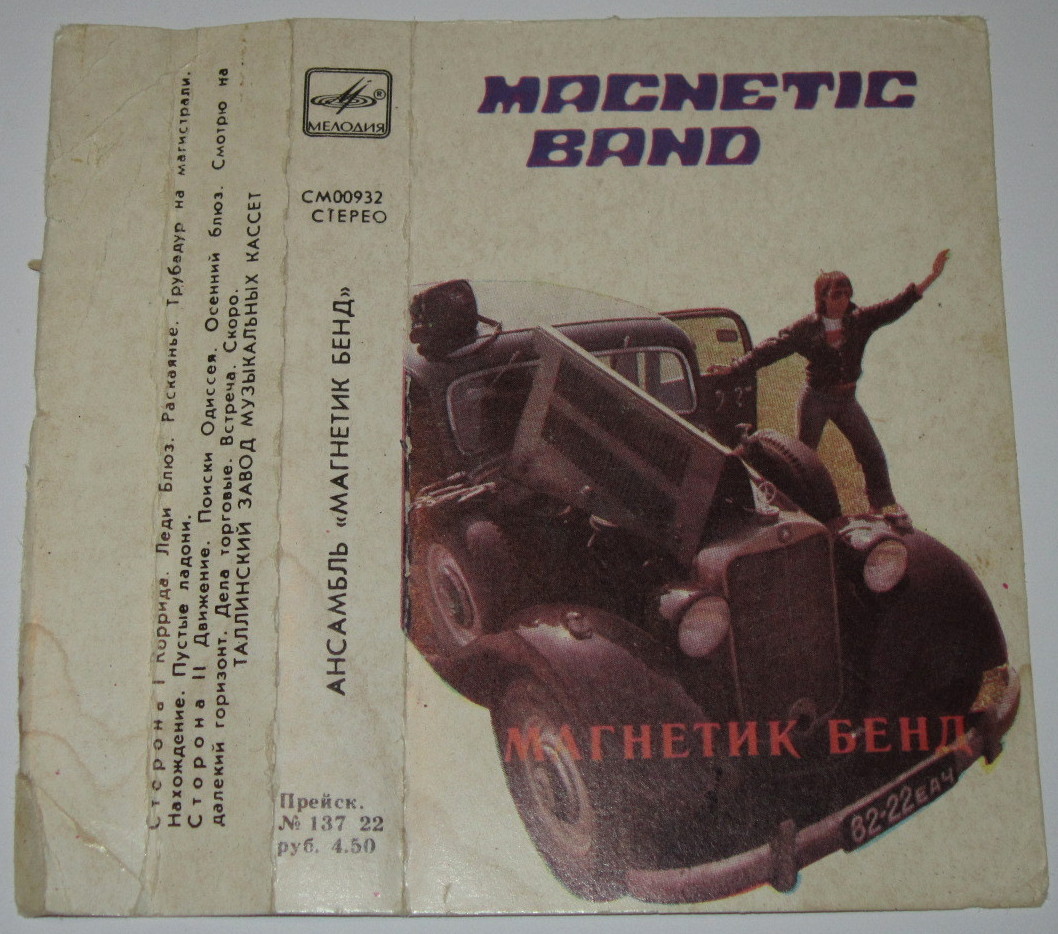 Сторона I Коррида. Леди Блюз. Раскаянье. Трубадур на магистрали.
Нахождение. Пустые ладони.
Сторона II Движение. Поиски Одиссея. Осенний блюз. Смотрю на
далекий горизонт. Дела торговые. Встреча. Скоро.
ТАЛЛИНСКИЙ ЗАВОД МУЗЫКАЛЬНЫХ КАССЕТ
МЕЛОДИЯ
СМ00932
СТЕРЕО
АНСАМБЛЬ «МАГНЕТИК БЕНД»
Прейск.
№ 137 22
руб. 4.50
MAGNETIC
BAND
МАГНЕТИК БЕНД
82-22ЕАЧ